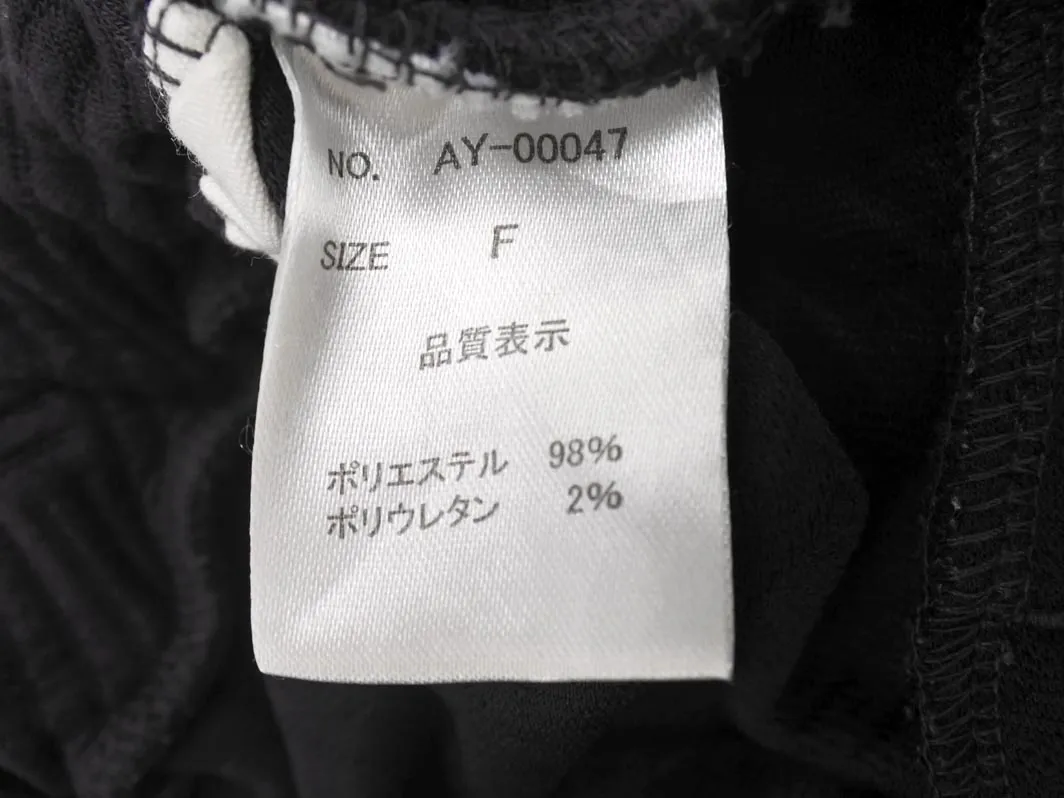 NO. AY-00047
SIZE F
品質表示
ポリエステル 98%
ポリウレタン 2%